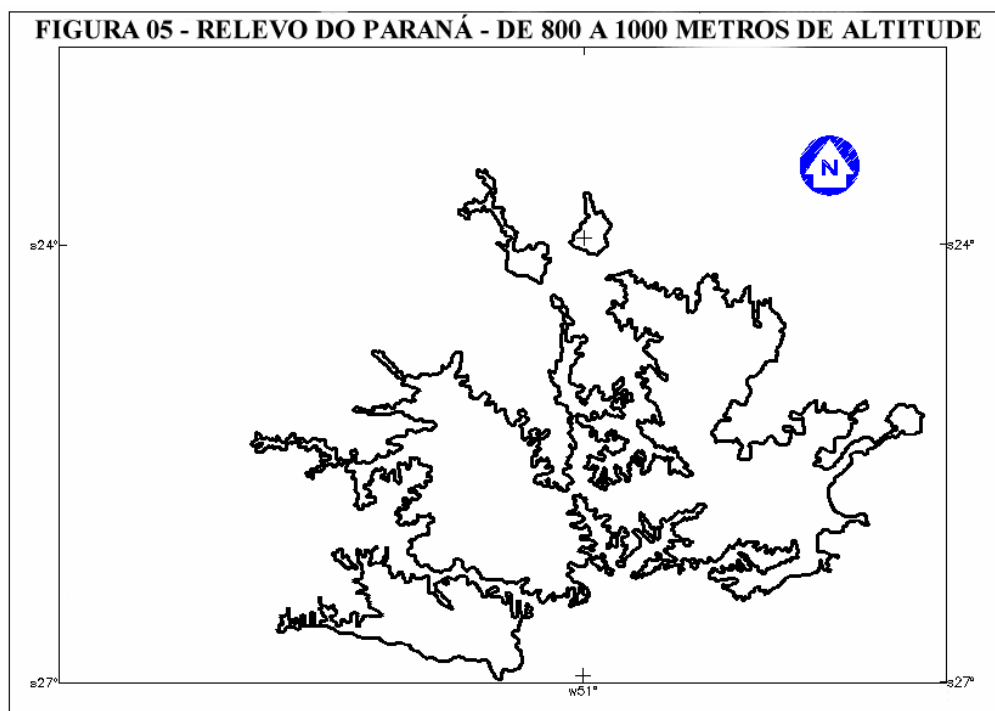 FIGURA 05 - RELEVO DO PARANÁ - DE 800 A 1000 METROS DE ALTITUDE
N
s24° s24°
s27° w51° s27°